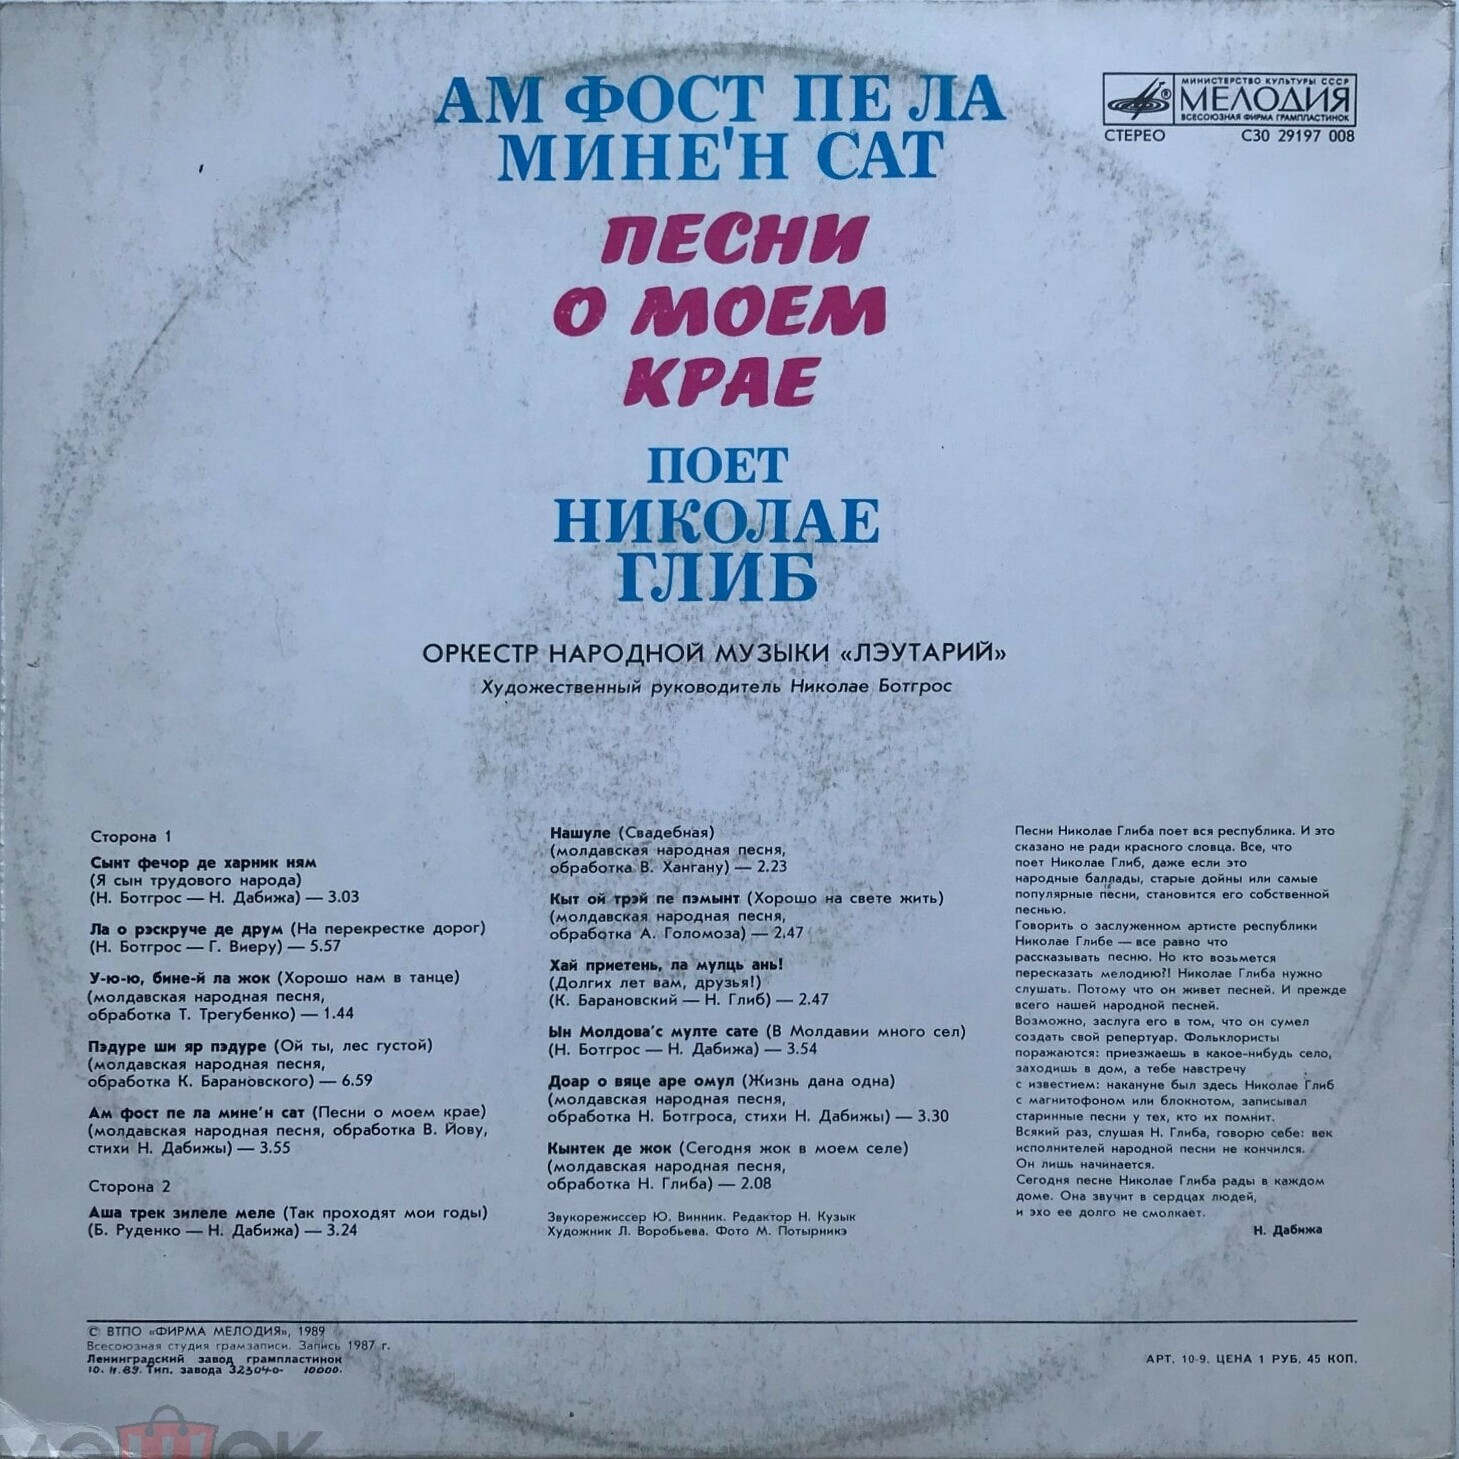 АМ ФОСТ ПЕ ЛА
МИНЕ'Н САТ
ПЕСНИ
О МОЕМ
КРАЕ
ПОЕТ
НИКОЛАЕ
ГЛИБ
ОРКЕСТР НАРОДНОЙ МУЗЫКИ «ЛЭУТАРИЙ»
Художественный руководитель Николае Ботгрос
МИНИСТЕРСТВО КУЛЬТУРЫ СССР
® МЕЛОДИЯ
ВСЕСОЮЗНАЯ ФИРМА ГРАМПЛАСТИНОК
СТЕРЕО С30 29197 008
Сторона 1
Сынт фечор де харник ням
(Я сын трудового народа)
(Н. Ботгрос — Н. Дабижа) — 3.03
Ла о рэскруче де друм (На перекрестке дорог)
(Н. Ботгрос — Г. Виеру) — 5.57
У-ю-ю, бине-й ла жок (Хорошо нам в танце)
(молдавская народная песня,
обработка Т. Трегубенко) — 1.44
Пэдуре ши яр пэдуре (Ой ты, лес густой)
(молдавская народная песня,
обработка К. Барановского) — 6.59
Ам фост пе ла мине'н сат (Песни о моем крае)
(молдавская народная песня, обработка В. Йову,
стихи Н. Дабижы) — 3.55
Сторона 2
Аша трек зилеле меле (Так проходят мои годы)
(Б. Руденко — Н. Дабижа) — 3.24
Нашуле (Свадебная)
(молдавская народная песня,
обработка В. Хангану) — 2.23
Кыт ой трэй пе пэмынт (Хорошо на свете жить)
(молдавская народная песня,
обработка А. Голомоза) — 2.47
Хай приетень, ла мулць ань!
(Долгих лет вам, друзья!)
(К. Барановский — Н. Глиб) — 2.47
Ын Молдова'с мулте сате (В Молдавии много сел)
(Н. Ботгрос — Н. Дабижа) — 3.54
Доар о вяце аре омул (Жизнь дана одна)
(молдавская народная песня,
обработка Н. Ботгроса, стихи Н. Дабижы) — 3.30
Кынтек де жок (Сегодня жок в моем селе)
(молдавская народная песня,
обработка Н. Глиба) — 2.08
Звукорежиссер Ю. Винник. Редактор Н. Кузык
Художник Л. Воробьева. Фото М. Потырникэ
Песни Николае Глиба поет вся республика. И это
сказано не ради красного словца. Все, что
поет Николае Глиб, даже если это
народные баллады, старые дойны или самые
популярные песни, становится его собственной
песнью.
Говорить о заслуженном артисте республики
Николае Глибе — все равно что
рассказывать песню. Но кто возьмется
пересказать мелодию?! Николае Глиба нужно
слушать. Потому что он живет песней. И прежде
всего нашей народной песней.
Возможно, заслуга его в том, что он сумел
создать свой репертуар. Фольклористы
поражаются: приезжаешь в какое-нибудь село,
заходишь в дом, а тебе навстречу
с известием: накануне был здесь Николае Глиб
с магнитофоном или блокнотом, записывал
старинные песни у тех, кто их помнит.
Всякий раз, слушая Н. Глиба, говорю себе: век
исполнителей народной песни не кончился.
Он лишь начинается.
Сегодня песне Николае Глиба рады в каждом
доме. Она звучит в сердцах людей,
и эхо ее долго не смолкает.
Н. Дабижа
© ВТПО «ФИРМА МЕЛОДИЯ», 1989
Всесоюзная студия грамзаписи. Запись 1987 г.
Ленинградский завод грампластинок
Тип. завода 10000.
АРТ. 10-9. ЦЕНА 1 РУБ. 45 КОП.